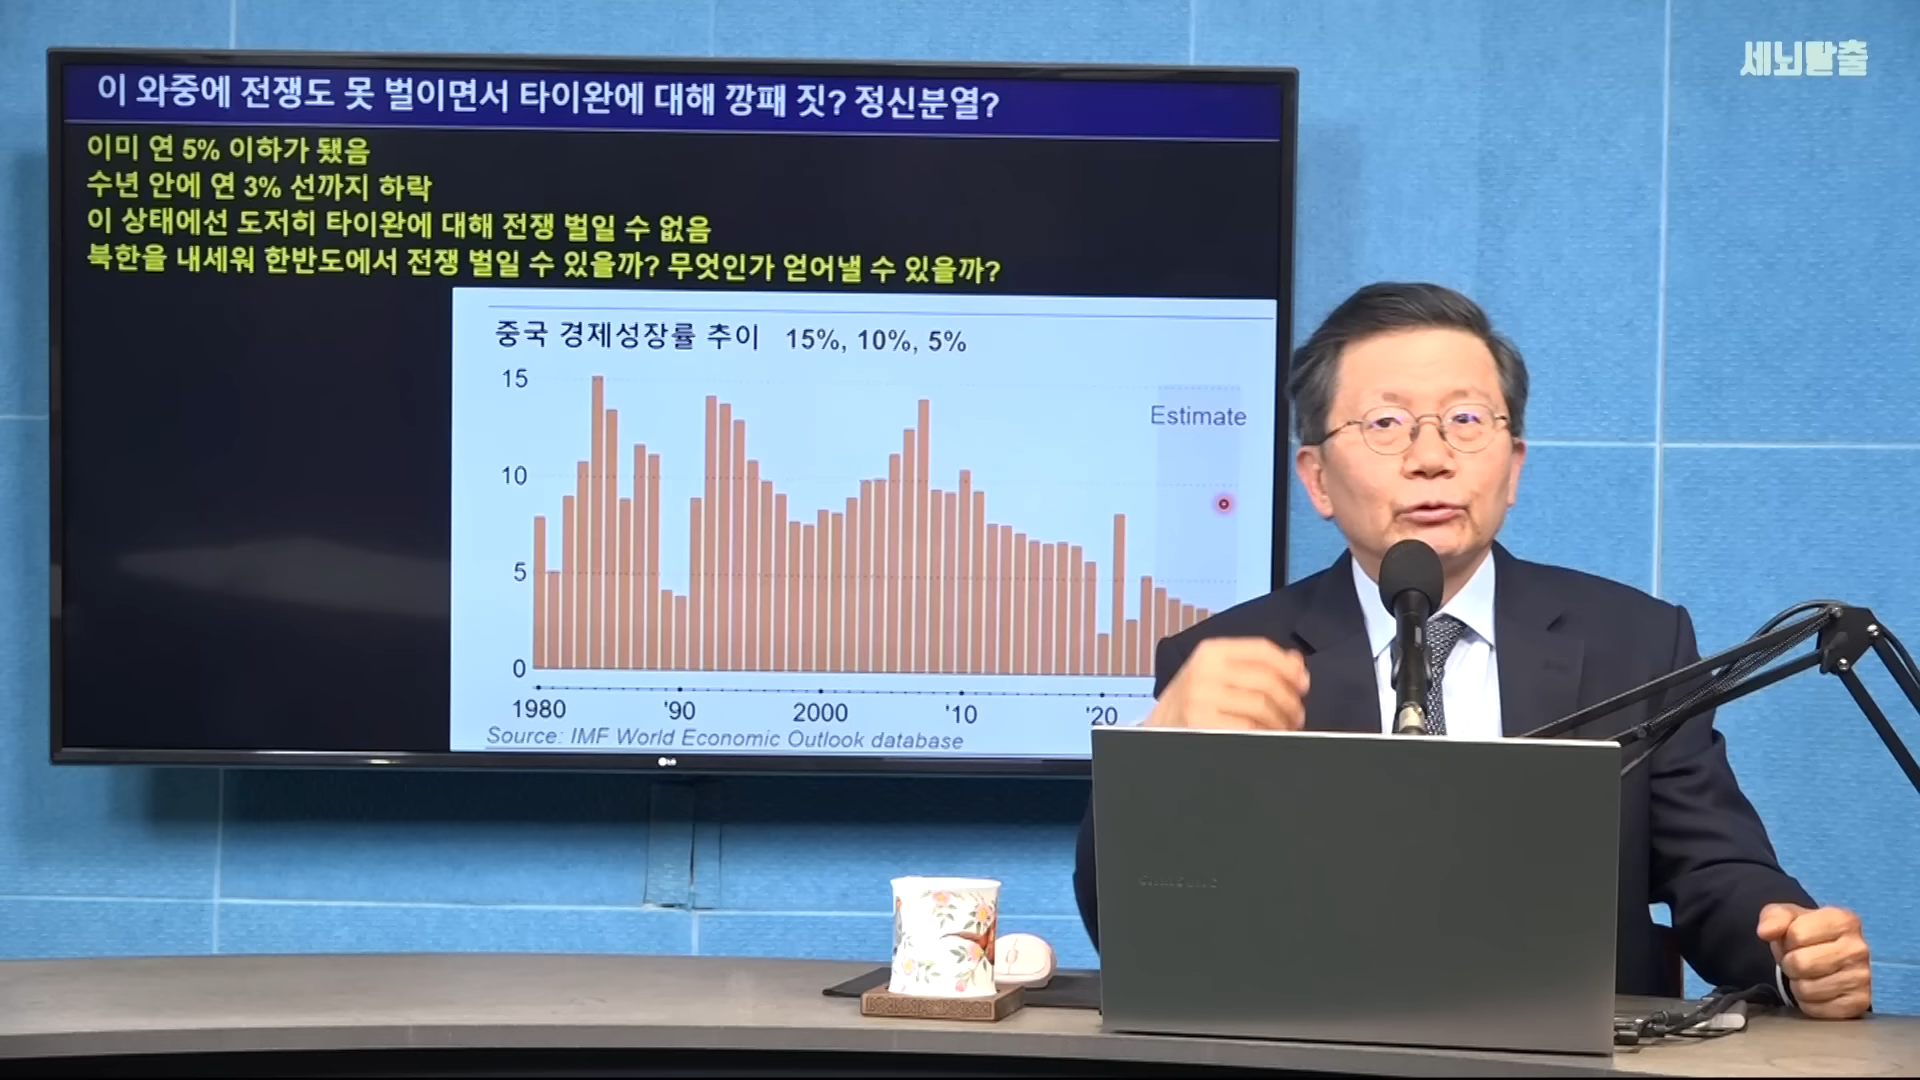 세뇌탈출
이 와중에 전쟁도 못 벌이면서 타이완에 대해 깡패 짓? 정신분열?
이미 연 5% 이하가 됐음
수년 안에 연 3% 선까지 하락
이 상태에선 도저히 타이완에 대해 전쟁 벌일 수 없음
북한을 내세워 한반도에서 전쟁 벌일 수 있을까? 무엇인가 얻어낼 수 있을까?
중국 경제성장률 추이 15%, 10%, 5%
15
Estimate
10
5
0
1980 '90 2000 '10 '20
Source: IMF World Economic Outlook database
LG
SAMSUNG